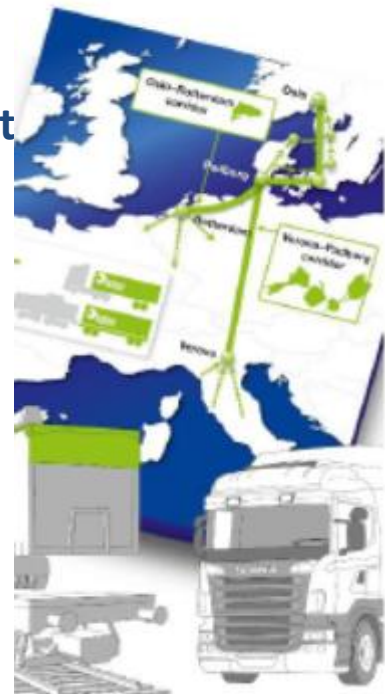 t
Oslo-Rotterdam
corridor
Oslo
Padborg
Rotterdam
Verona-Padborg
corridor
Verona
SCANIA